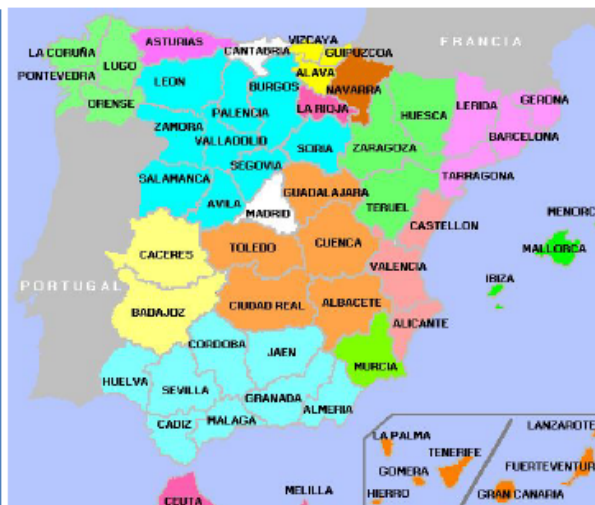 VIZCAYA
ASTURIAS
CANTABRIA
GUIPUZCOA
FRANCIA
LA CORUÑA
LUGO
ALAVA
PONTEVEDRA
LEON
BURGOS
NAVARRA
LA RIOJA
ORENSE
PALENCIA
HUESCA
LERIDA
GERONA
ZAMORA
VALLADOLID
SORIA
ZARAGOZA
BARCELONA
SEGOVIA
SALAMANCA
TARRAGONA
AVILA
GUADALAJARA
MADRID
TERUEL
MENORC
CASTELLON
CACERES
TOLEDO
CUENCA
MALLORCA
VALENCIA
PORTUGAL
IBIZA
BADAJOZ
CIUDAD REAL
ALBACETE
ALICANTE
CORDOBA
JAEN
MURCIA
HUELVA
SEVILLA
GRANADA
ALMERIA
CADIZ
MALAGA
LANZAROTE
LA PALMA
TENERIFE
GOMERA
FUERTEVENTUR
CEUTA
MELILLA
HIERRO
GRAN CANARIA